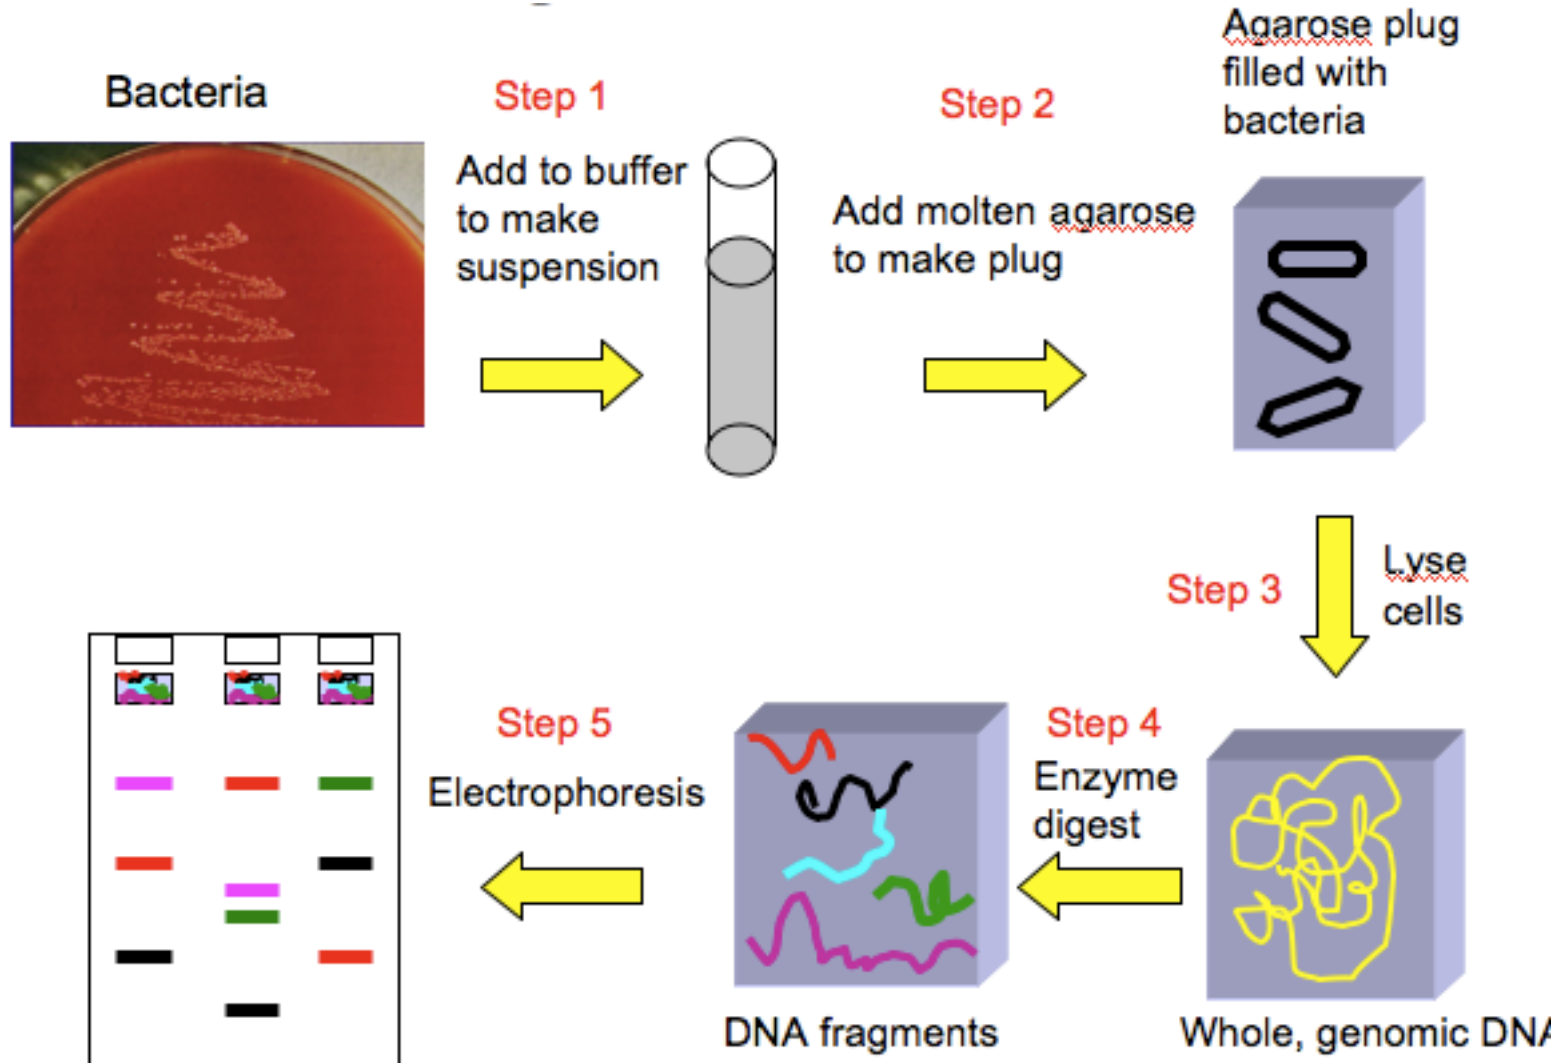 Bacteria
Step 1
Add to buffer
to make
suspension
Step 2
Add molten agarose
to make plug
Agarose plug
filled with
bacteria
Step 3
Lyse
cells
Whole, genomic DNA
Step 4
Enzyme
digest
DNA fragments
Step 5
Electrophoresis